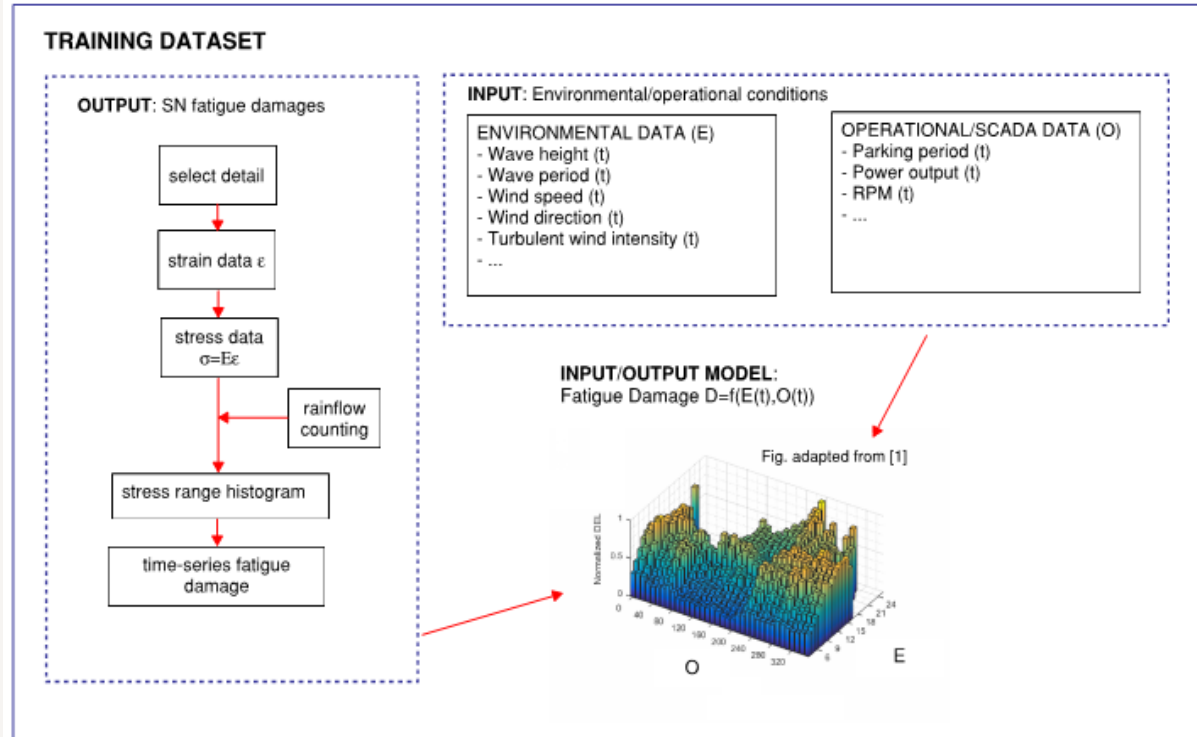 TRAINING DATASET
OUTPUT: SN fatigue damages
select detail
strain data ε
stress data
σ=Eε
rainflow
counting
stress range histogram
time-series fatigue
damage
INPUT: Environmental/operational conditions
ENVIRONMENTAL DATA (E)
- Wave height (t)
- Wave period (t)
- Wind speed (t)
- Wind direction (t)
- Turbulent wind intensity (t)
- ...
OPERATIONAL/SCADA DATA (O)
- Parking period (t)
- Power output (t)
- RPM (t)
- ...
INPUT/OUTPUT MODEL:
Fatigue Damage D=f(E(t),O(t))
Fig. adapted from [1]
Normalized DEL
1
0.5
0
0
40
80
120
160
200
240
280
320
6
9
12
15
18
21
24
O
E